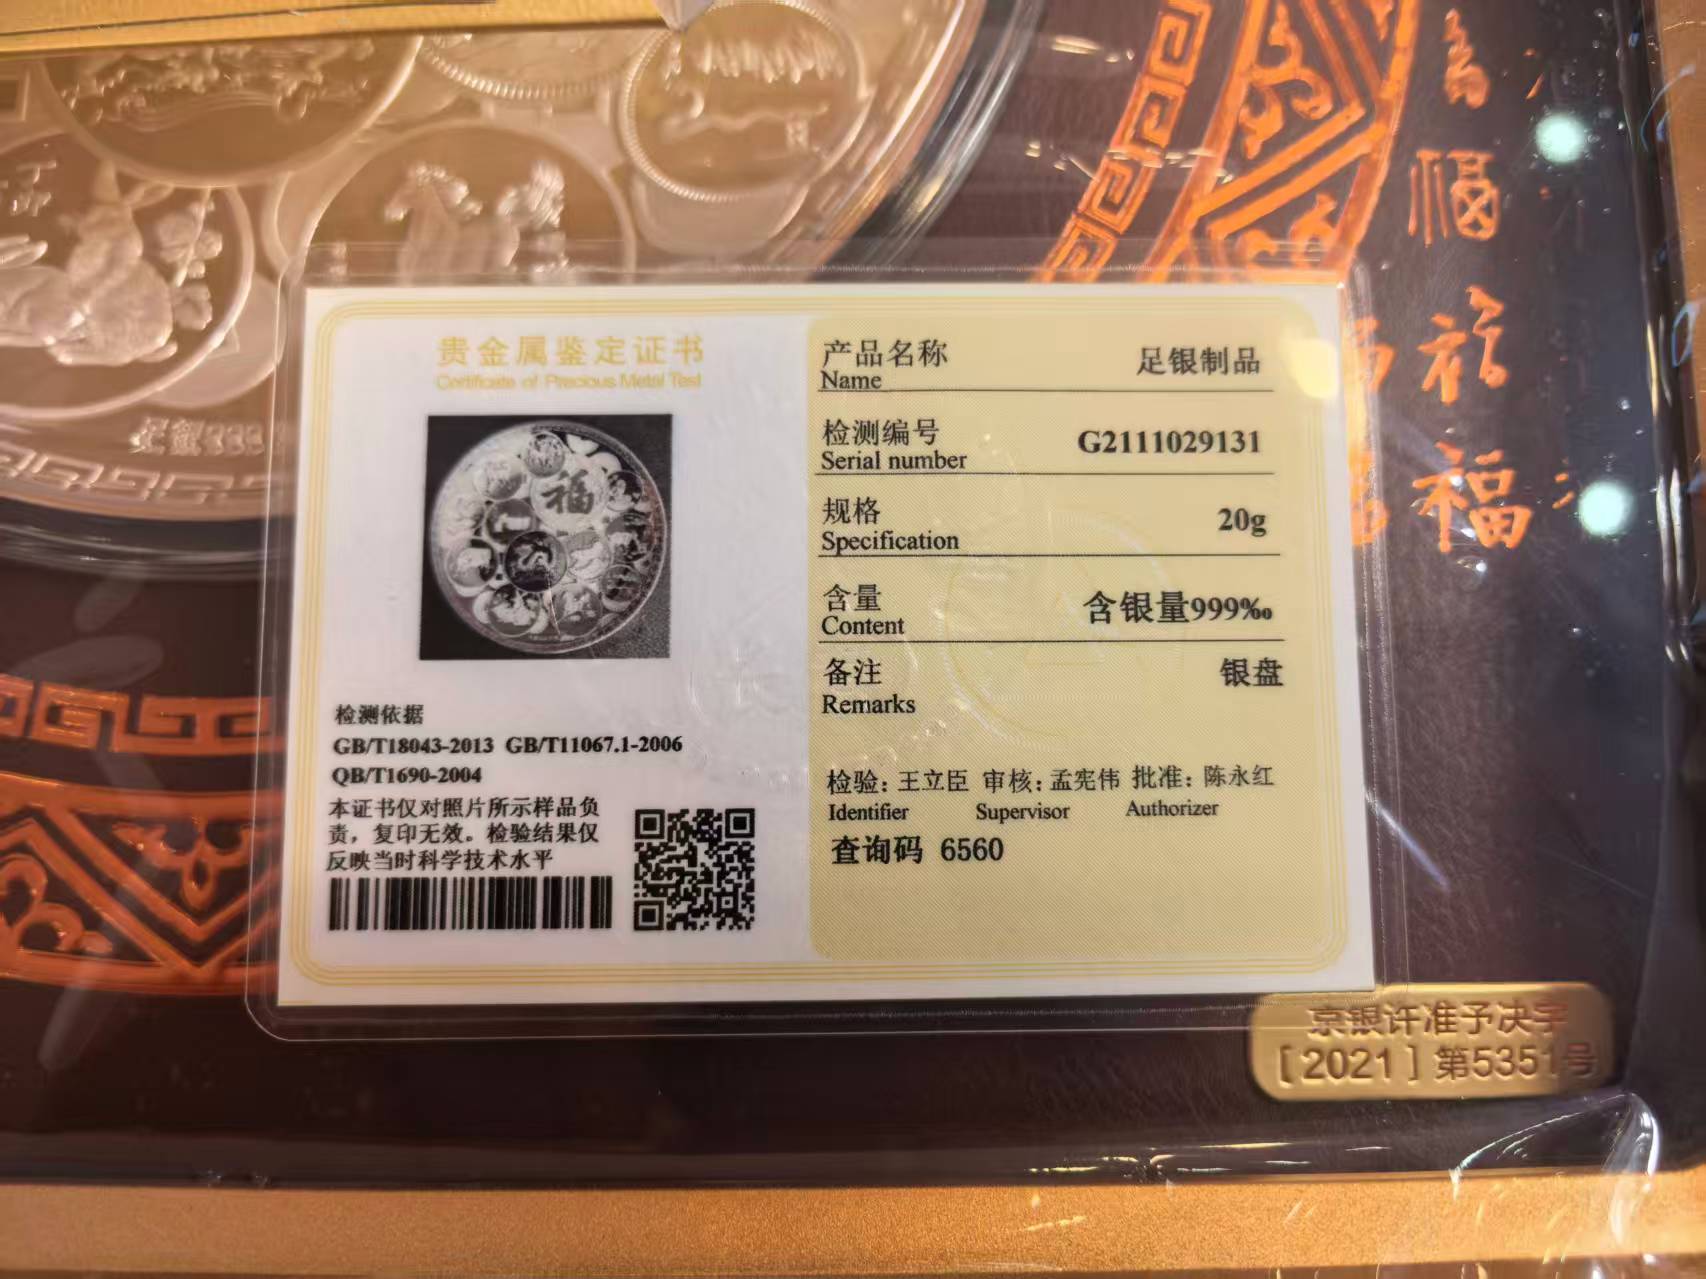 贵金属鉴定证书
Certificate of Precious Metal Test
福
检测依据
GB/T18043-2013 GB/T11067.1-2006
QB/T1690-2004
本证书仅对照片所示样品负
责，复印无效。检验结果仅
反映当时科学技术水平
产品名称 足银制品
Name
检测编号 G2111029131
Serial number
规格 20g
Specification
含量 含银量999‰
Content
备注 银盘
Remarks
检验: 王立臣 审核: 孟宪伟 批准: 陈永红
Identifier Supervisor Authorizer
查询码 6560
足银999
福
福
京银许准予决字
[2021] 第5351号